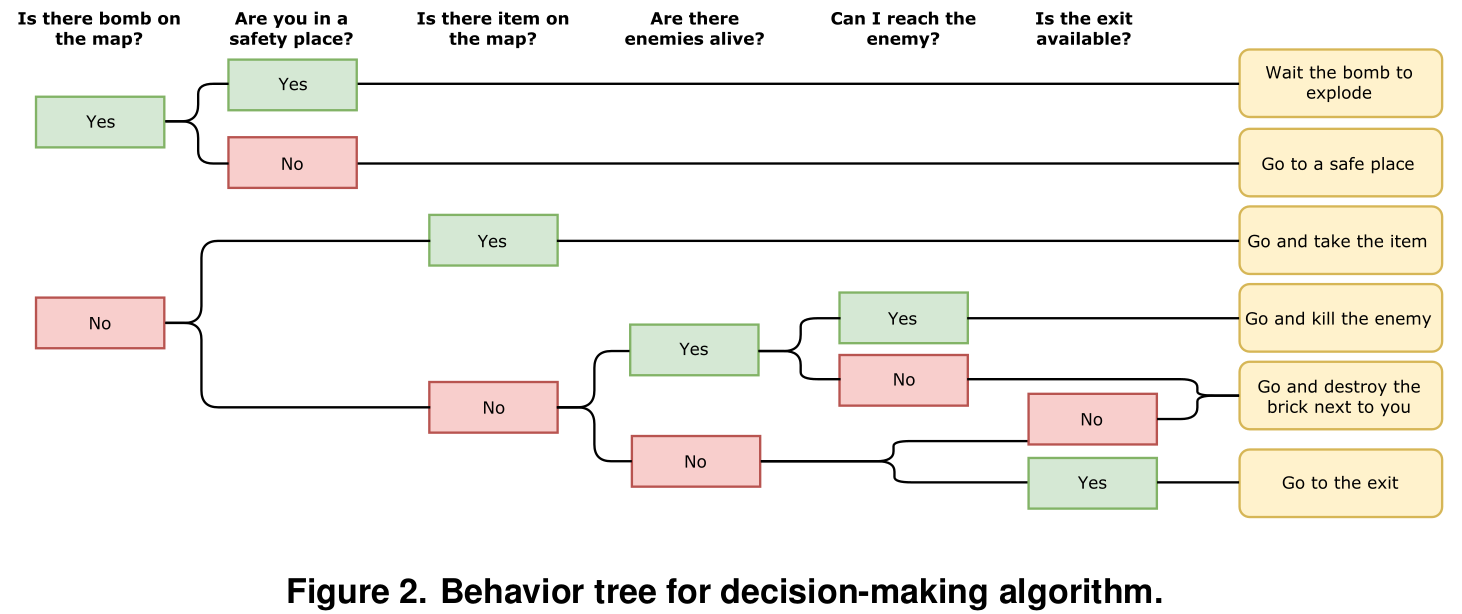 Is there bomb on
the map?
Are you in a
safety place?
Is there item on
the map?
Are there
enemies alive?
Can I reach the
enemy?
Is the exit
available?
Yes
Yes
Wait the bomb to
explode
No
Go to a safe place
No
Yes
Go and take the item
No
Yes
Yes
Go and kill the enemy
No
Go and destroy the
brick next to you
No
No
Yes
Go to the exit
Figure 2. Behavior tree for decision-making algorithm.